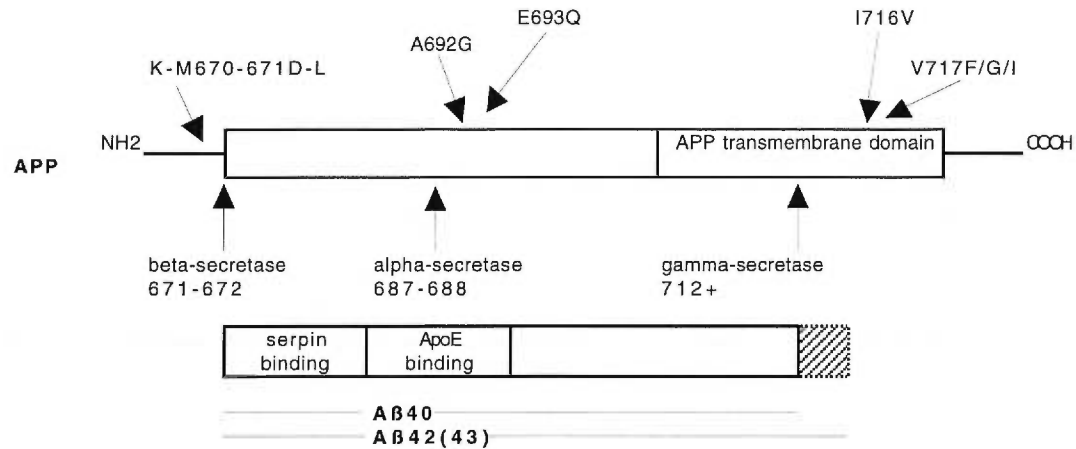 E693Q
I716V
A692G
K-M670-671D-L
V717F/G/I
NH2
APP transmembrane domain
COOH
APP
beta-secretase
671-672
alpha-secretase
687-688
gamma-secretase
712+
serpin
binding
ApoE
binding
Aß40
Aß42(43)